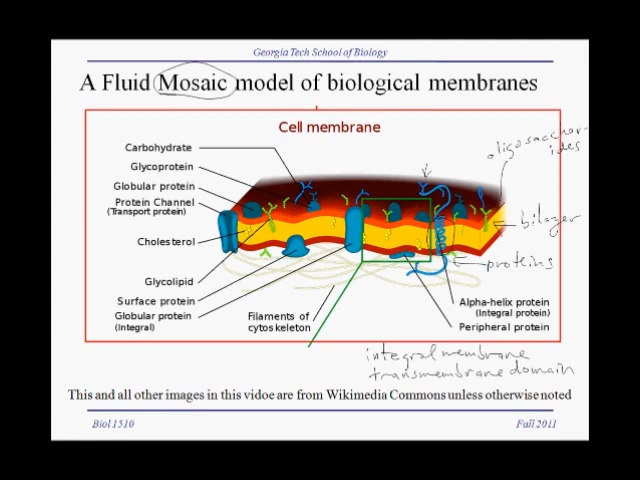 Georgia Tech School of Biology
A Fluid Mosaic model of biological membranes
Cell membrane
Carbohydrate
Glycoprotein
Globular protein
Protein Channel
(Transport protein)
Cholesterol
Glycolipid
Surface protein
Globular protein
(Integral)
Filaments of
cytoskeleton
oligosacchar-
ides
bilayer
proteins
Alpha-helix protein
(Integral protein)
Peripheral protein
integral membrane
transmembrane domain
This and all other images in this vidoe are from Wikimedia Commons unless otherwise noted
Biol 1510
Fall 2011